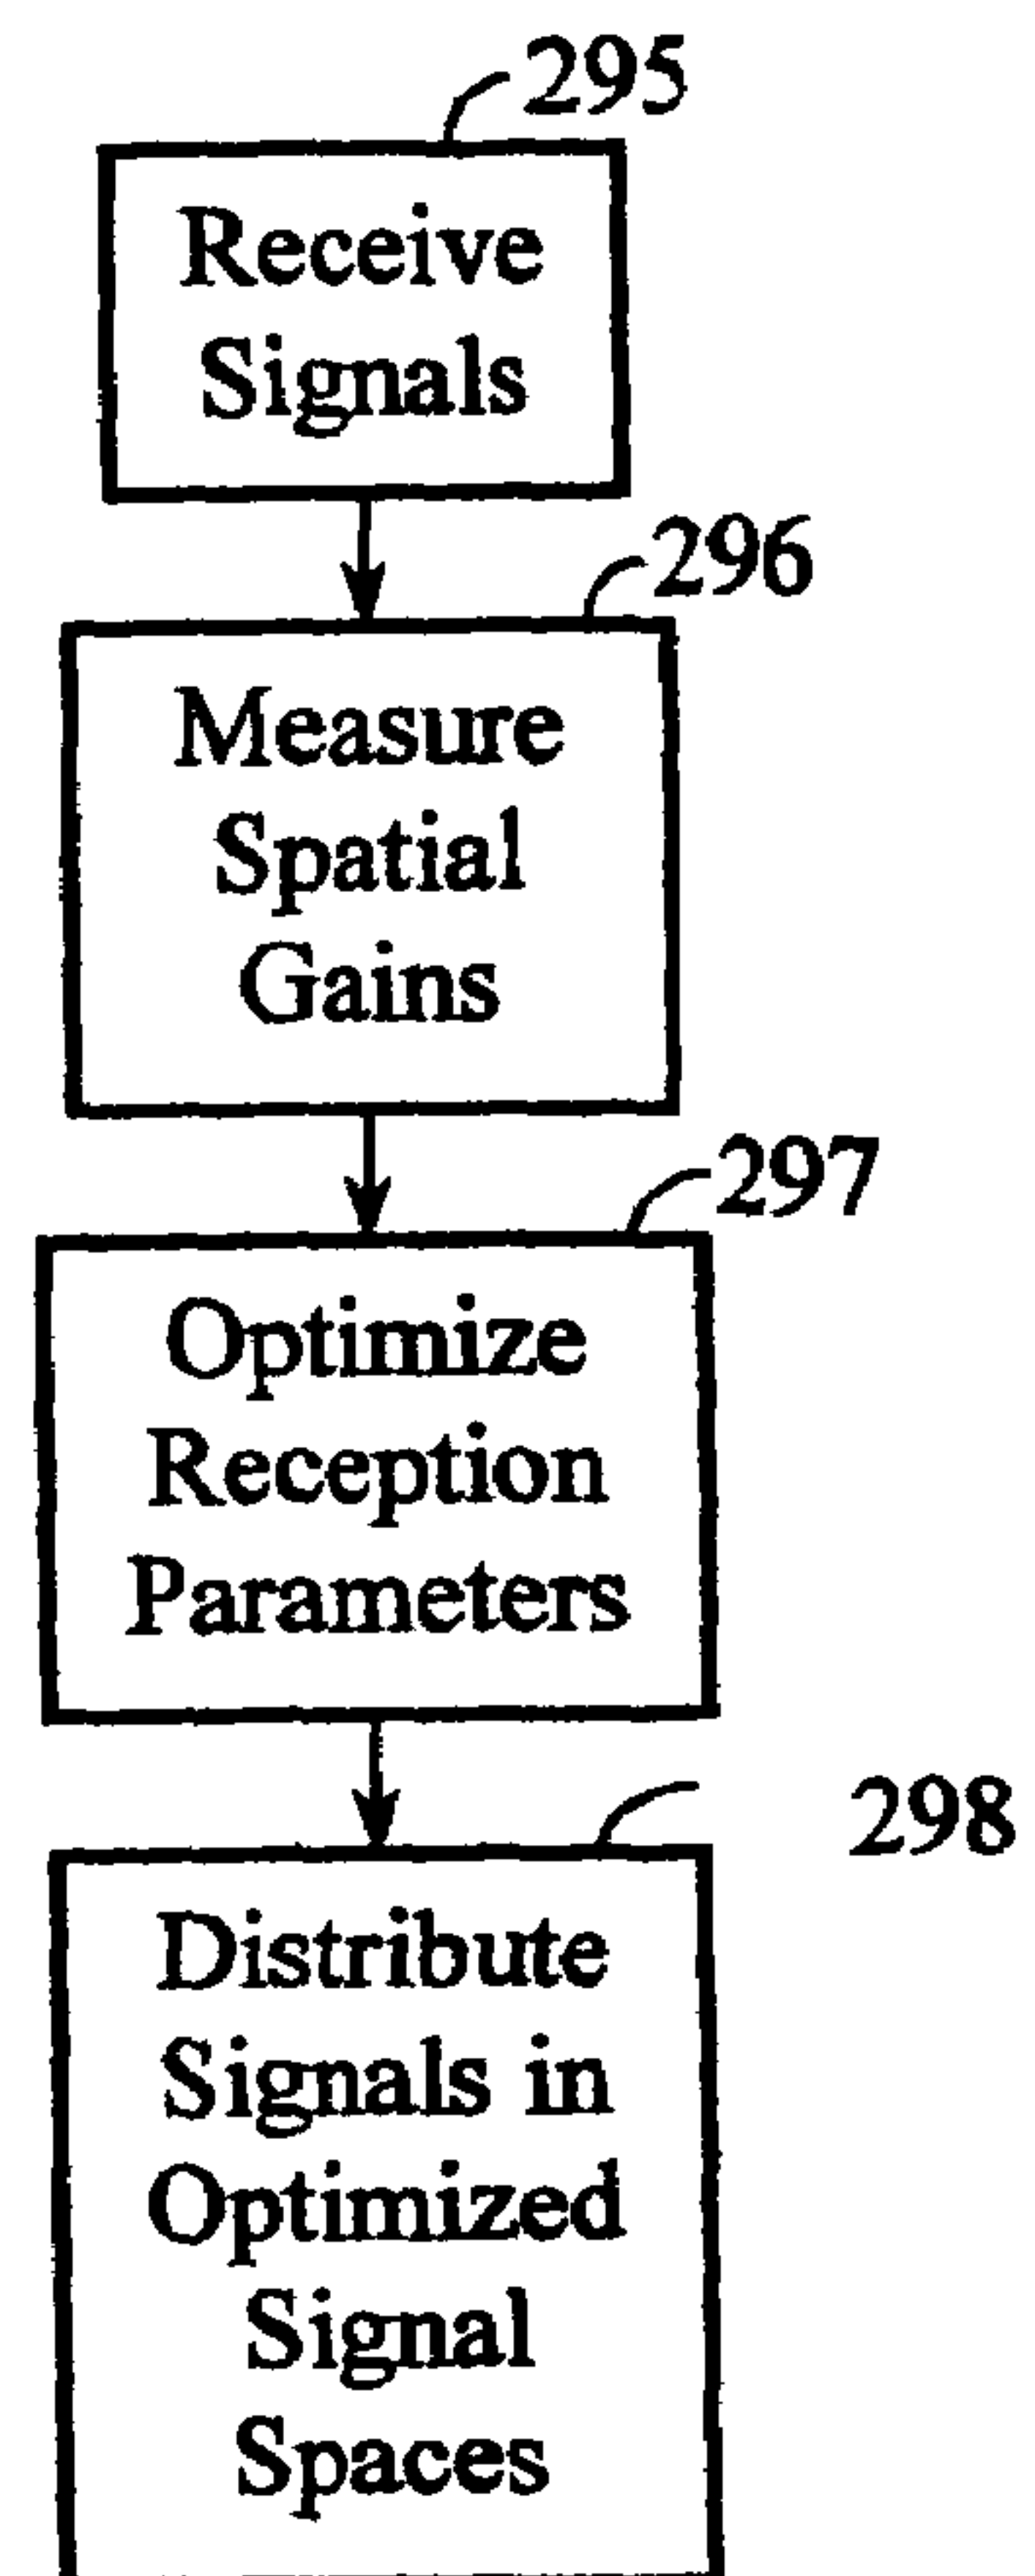 295
Receive
Signals
296
Measure
Spatial
Gains
297
Optimize
Reception
Parameters
298
Distribute
Signals in
Optimized
Signal
Spaces